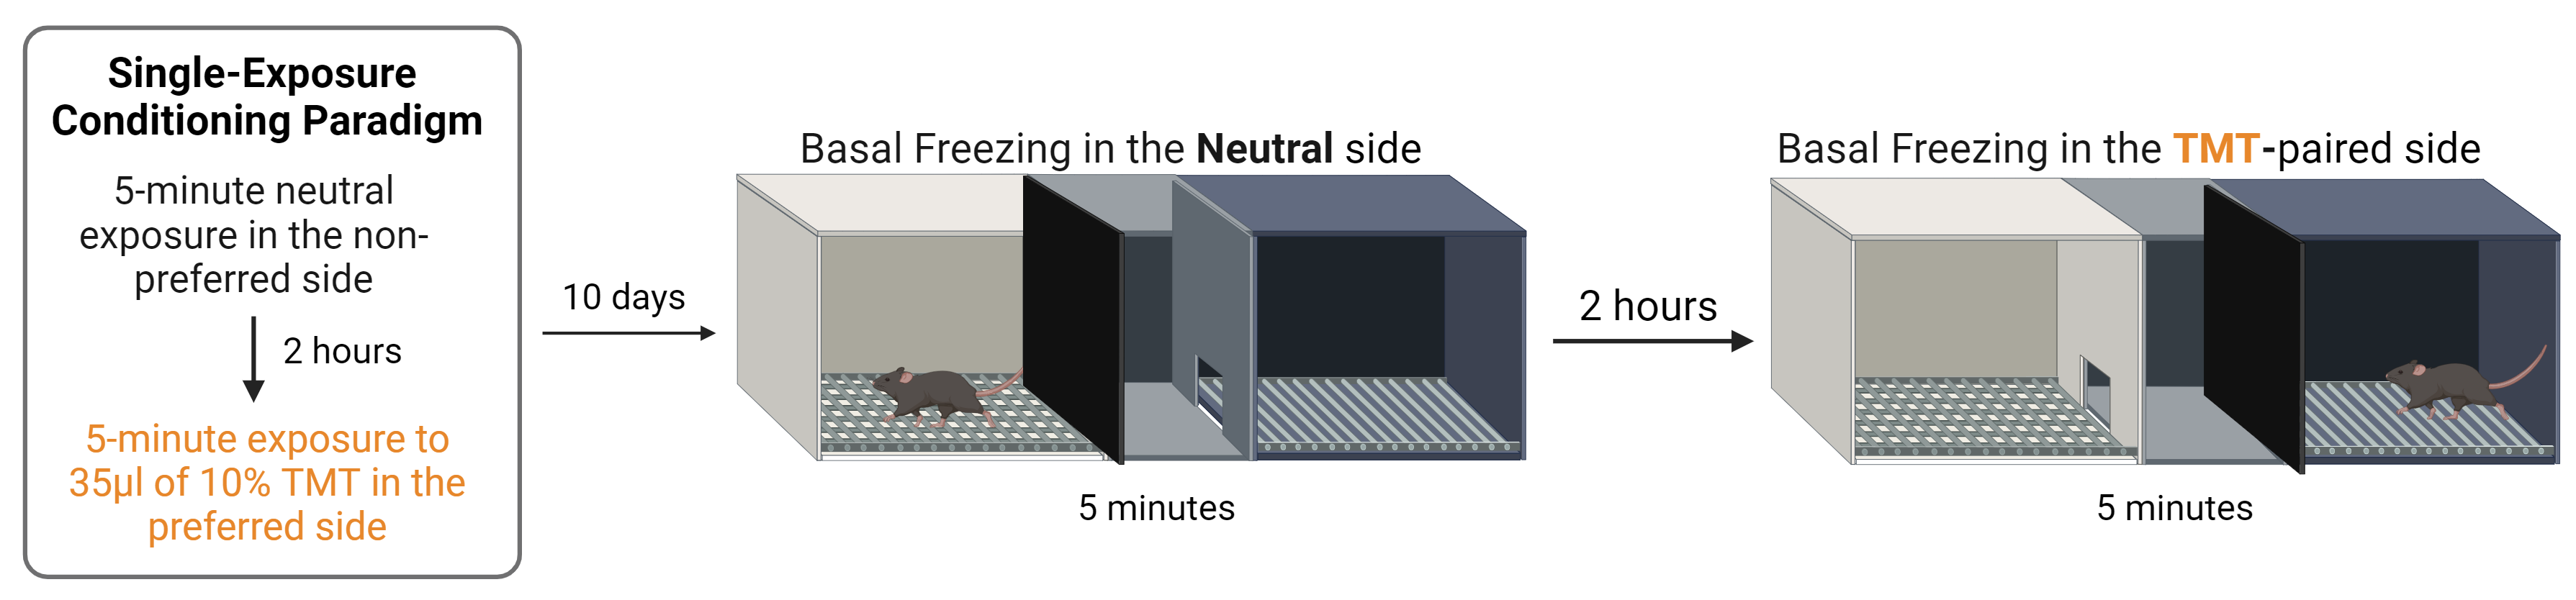 Single-Exposure
Conditioning Paradigm
5-minute neutral
exposure in the non-
preferred side
2 hours
5-minute exposure to
35µl of 10% TMT in the
preferred side
10 days
Basal Freezing in the Neutral side
5 minutes
2 hours
Basal Freezing in the TMT-paired side
5 minutes